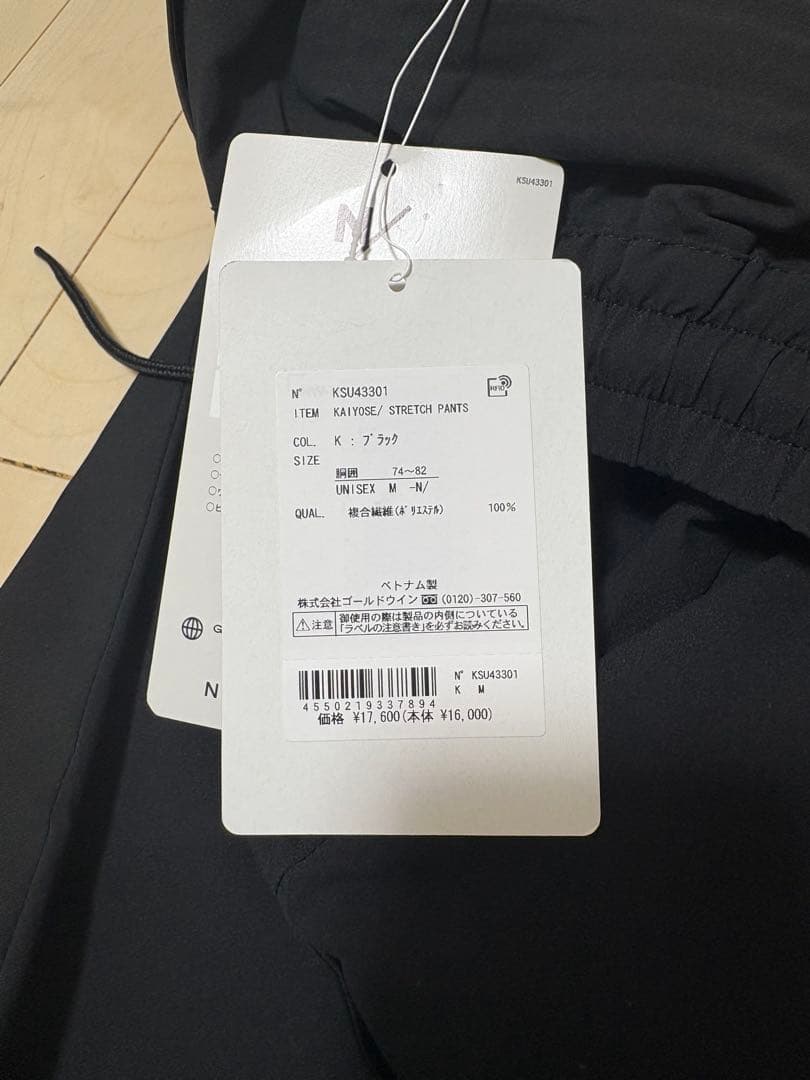 KSU43301
N° KSU43301
RFID
ITEM KAIYOSE/ STRETCH PANTS
COL. K : ﾌﾞﾗｯｸ
SIZE
胴囲 74～82
UNISEX M -N/
QUAL. 複合繊維(ﾎﾟﾘｴｽﾃﾙ) 100%
ベトナム製
株式会社ゴールドウイン (0120)-307-560
注意 御使用の際は製品の内側についている
「ラベルの注意書き」を必ずお読みください。
N° KSU43301
K M
4550219337894
価格 ¥17,600(本体 ¥16,000)
G
N